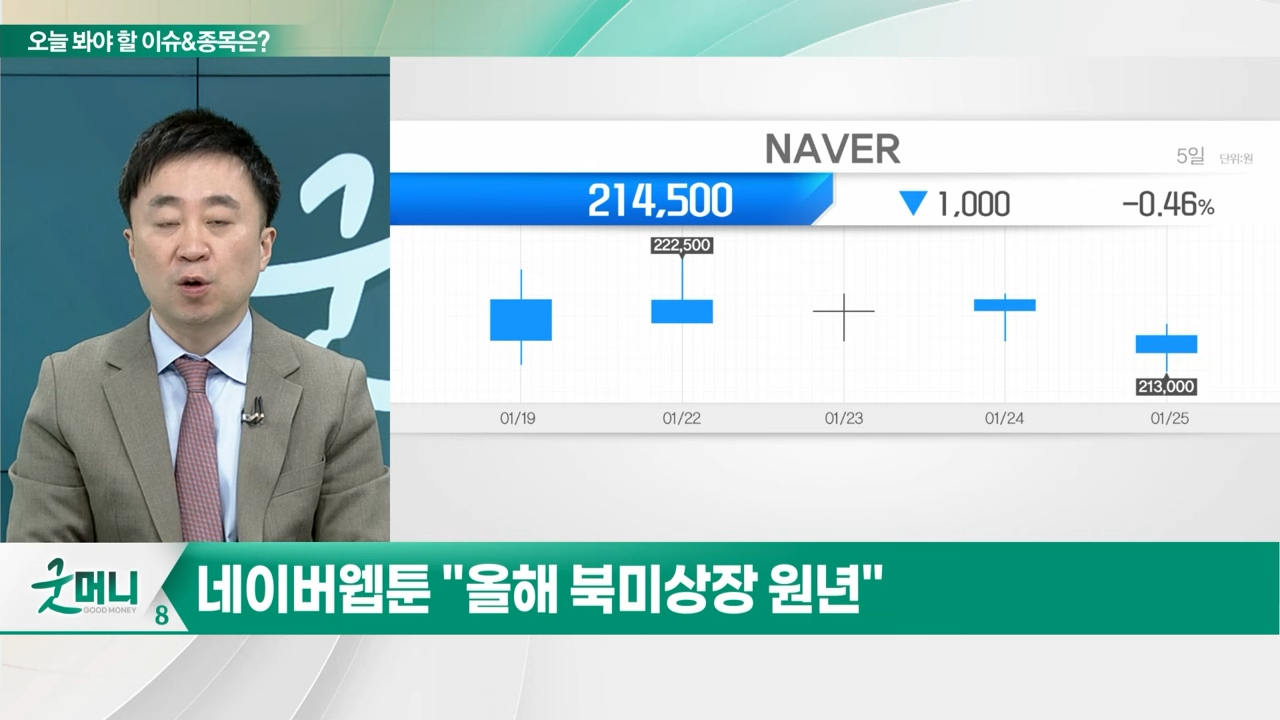 오늘 봐야 할 이슈&종목은?
NAVER
5일 단위:원
214,500 ▼ 1,000 -0.46%
222,500
213,000
01/19 01/22 01/23 01/24 01/25
굿머니
GOOD MONEY
8
네이버웹툰 "올해 북미상장 원년"